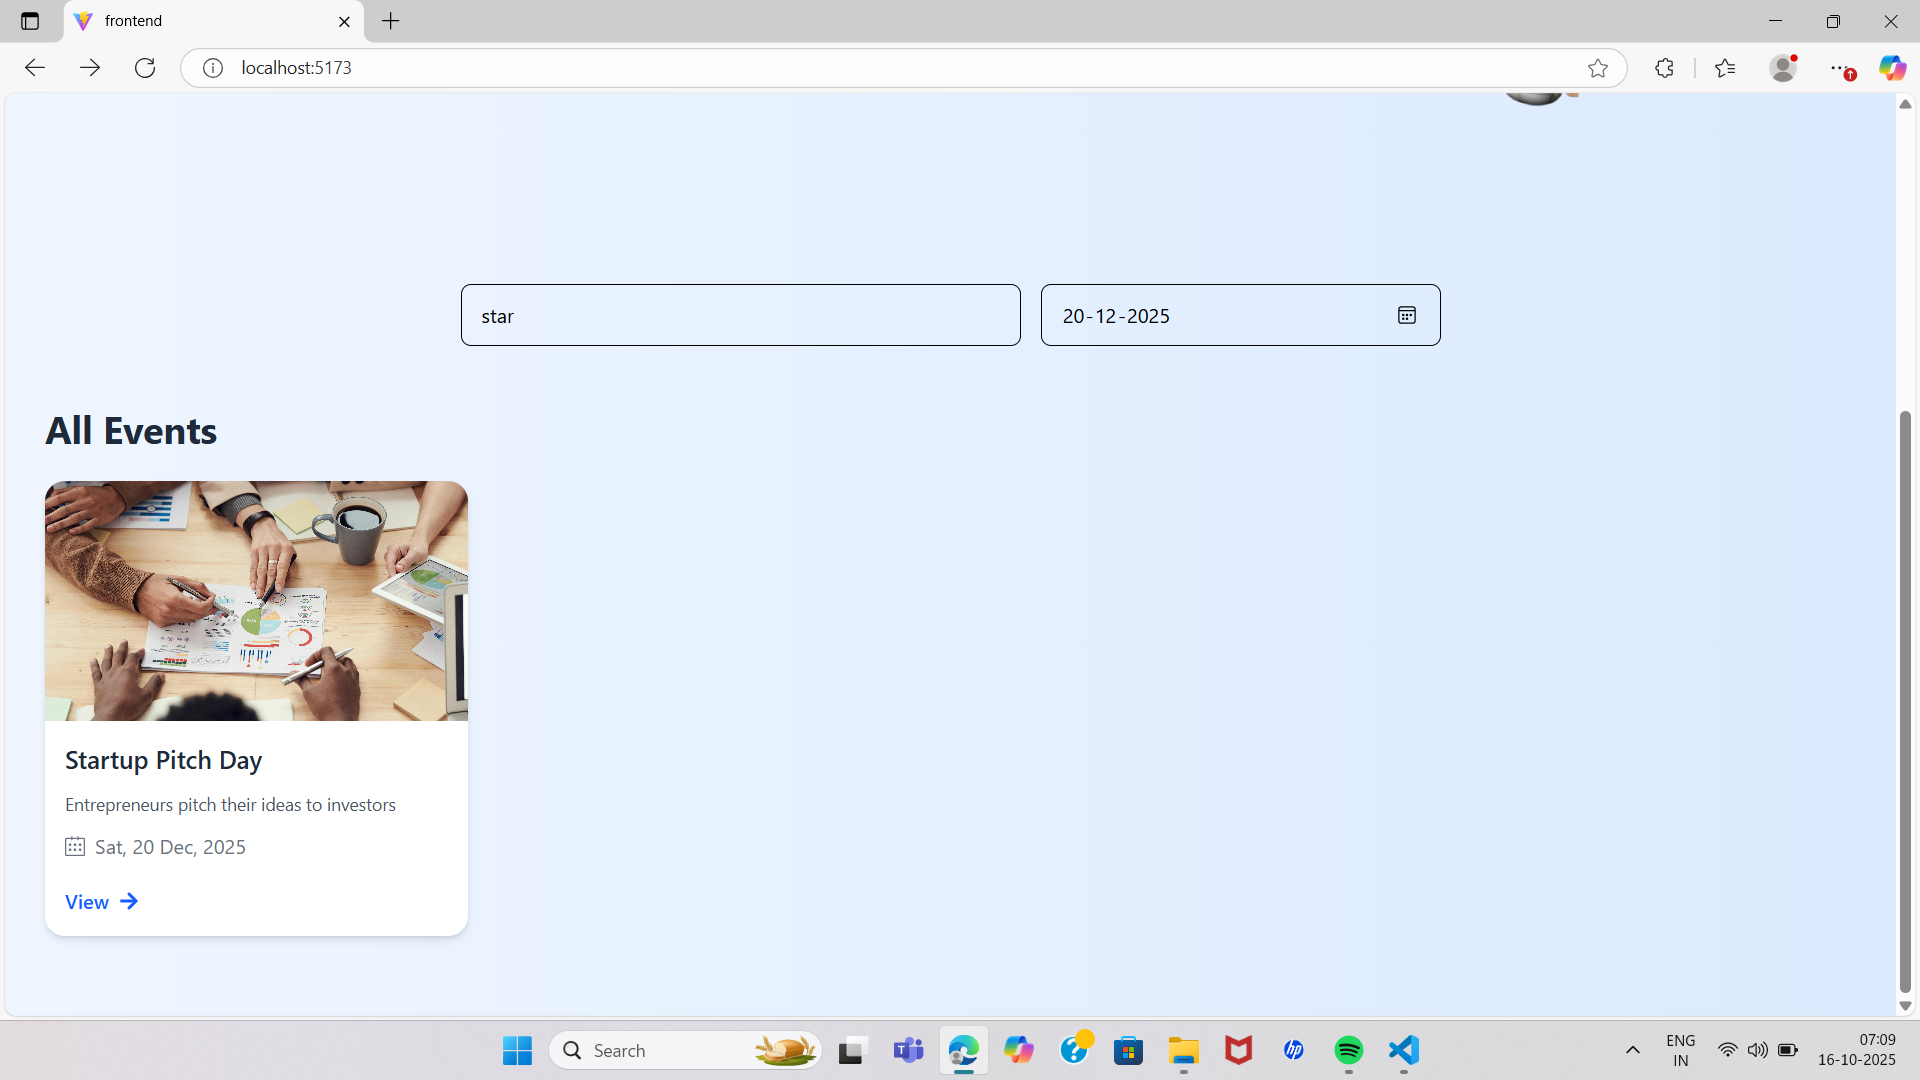 frontend
localhost:5173
star
20-12-2025
All Events
Startup Pitch Day
Entrepreneurs pitch their ideas to investors
Sat, 20 Dec, 2025
View
Search
ENG
IN
07:09
16-10-2025